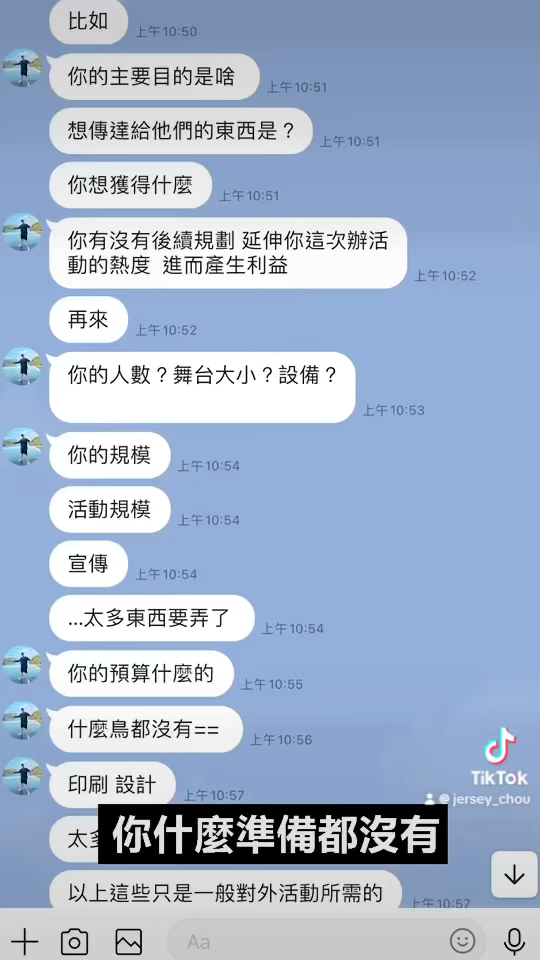 比如
上午10:50
你的主要目的是啥
上午10:51
想傳達給他們的東西是？
上午10:51
你想獲得什麼
上午10:51
你有沒有後續規劃 延伸你這次辦活
動的熱度 進而產生利益
上午10:52
再來
上午10:52
你的人數？舞台大小？設備？
上午10:53
你的規模
上午10:54
活動規模
上午10:54
宣傳
上午10:54
...太多東西要弄了
上午10:54
你的預算什麼的
上午10:55
什麼鳥都沒有==
上午10:56
TikTok
@jersey_chou
印刷 設計
上午10:57
太
你什麼準備都沒有
以上這些只是一般對外活動所需的
上午10:57
Aa